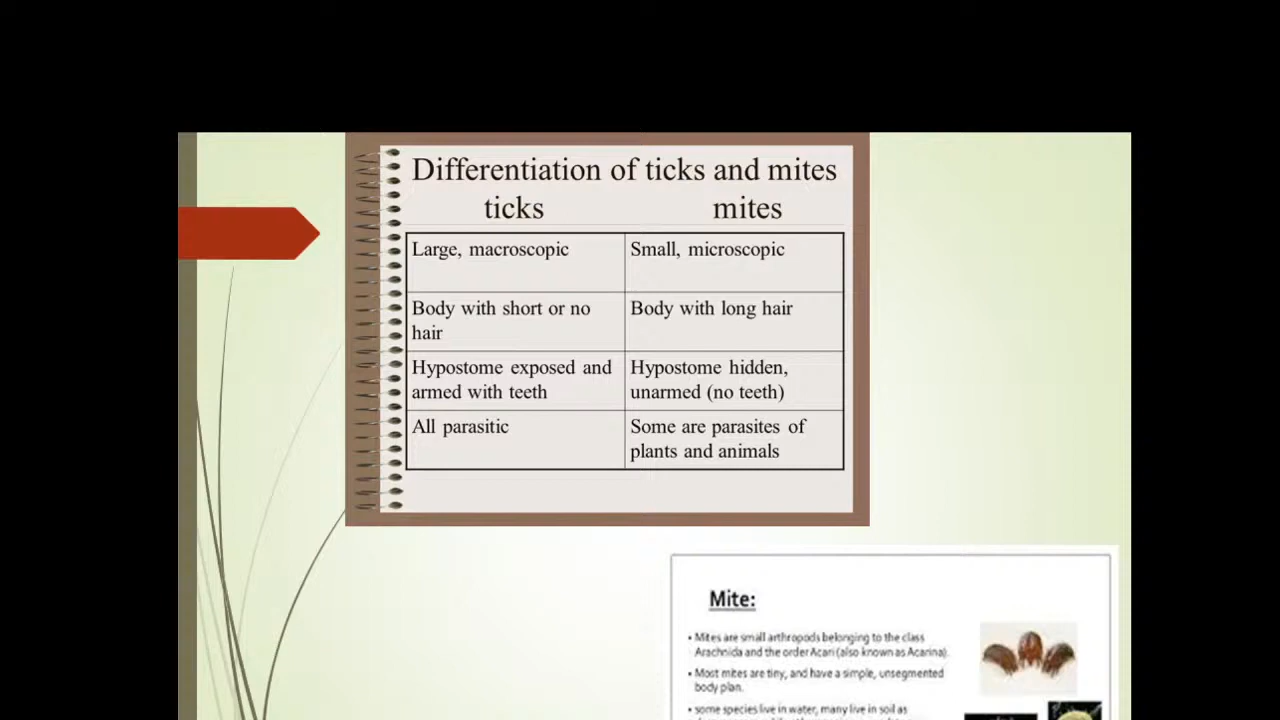 Differentiation of ticks and mites
ticks mites
Large, macroscopic Small, microscopic
Body with short or no Body with long hair
hair
Hypostome exposed and Hypostome hidden,
armed with teeth unarmed (no teeth)
All parasitic Some are parasites of
plants and animals
Mite:
• Mites are small arthropods belonging to the class
Arachnida and the order Acari (also known as Acarina).
• Most mites are tiny, and have a simple, unsegmented
body plan.
• some species live in water, many live in soil as